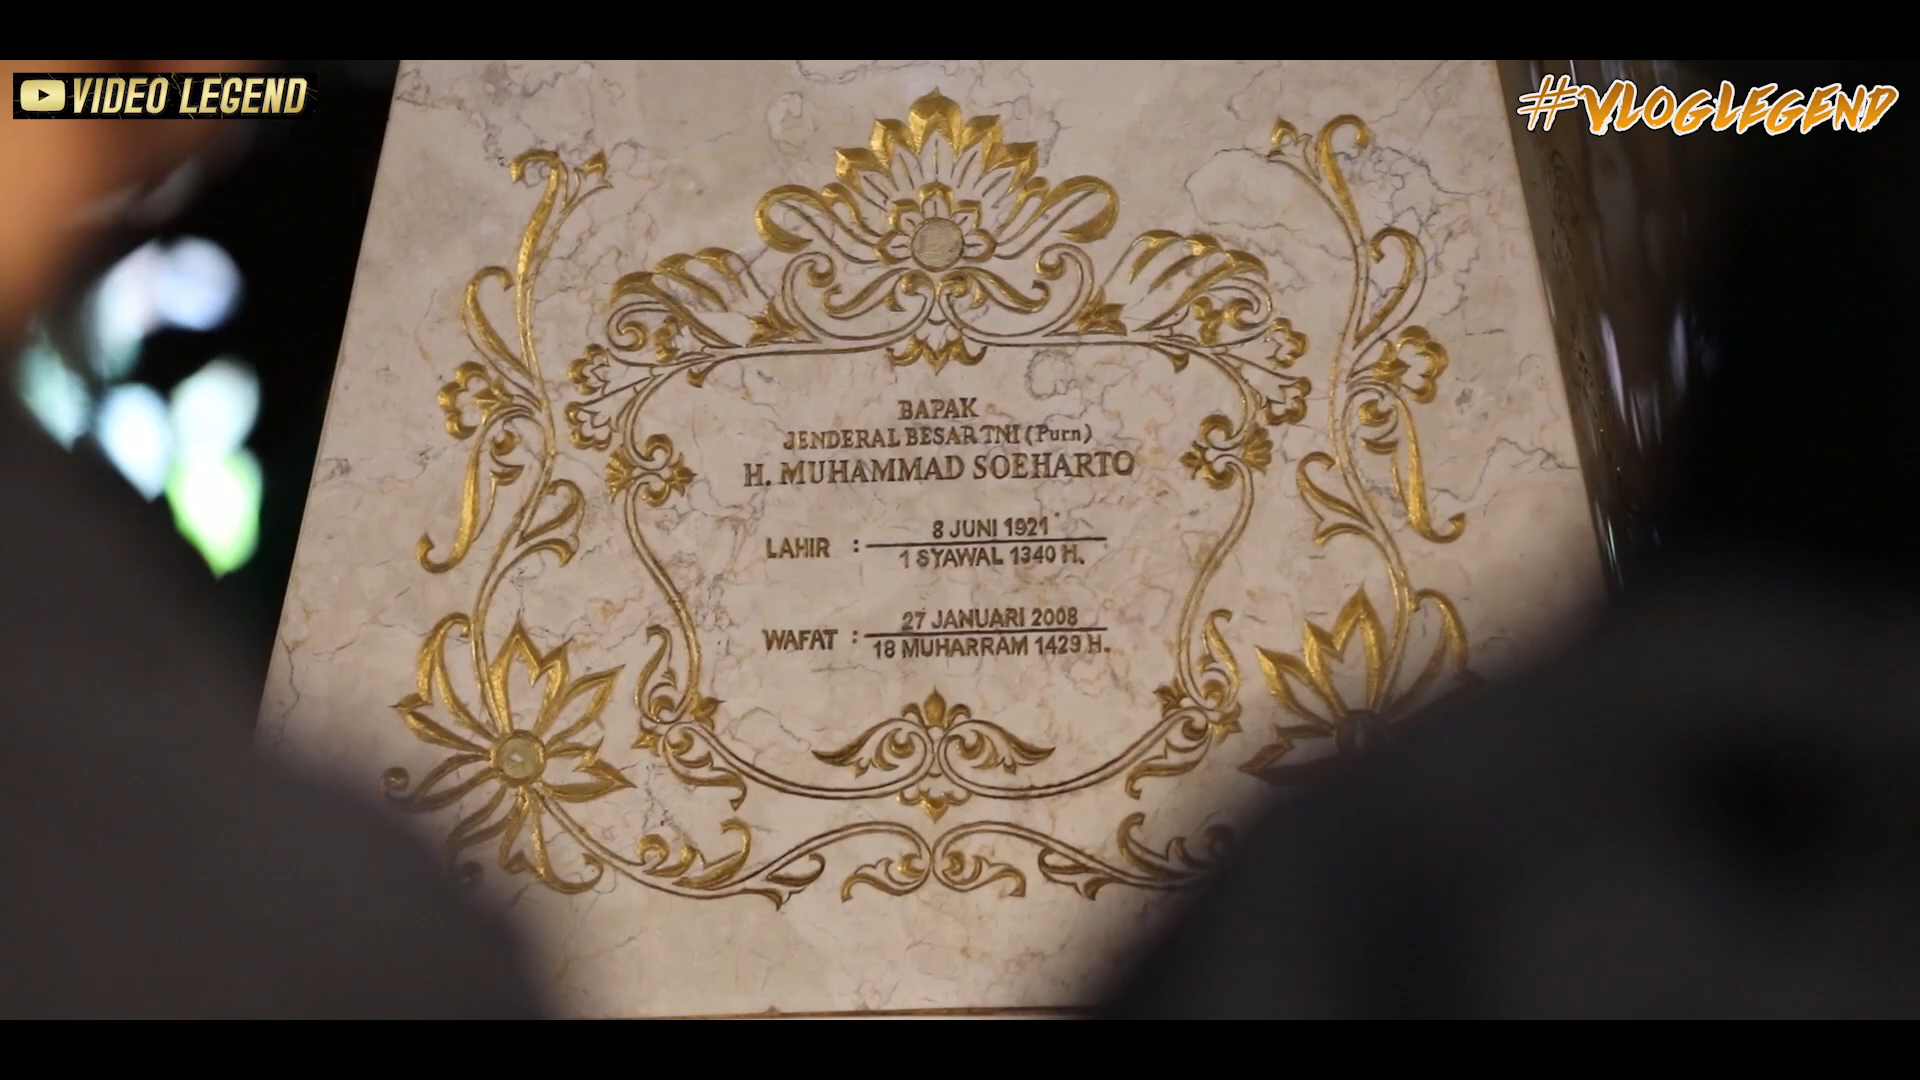 VIDEO LEGEND
#VLOGLEGEND
BAPAK
JENDERAL BESAR TNI (Purn)
H. MUHAMMAD SOEHARTO
LAHIR : 8 JUNI 1921
1 SYAWAL 1340 H.
WAFAT : 27 JANUARI 2008
18 MUHARRAM 1429 H.